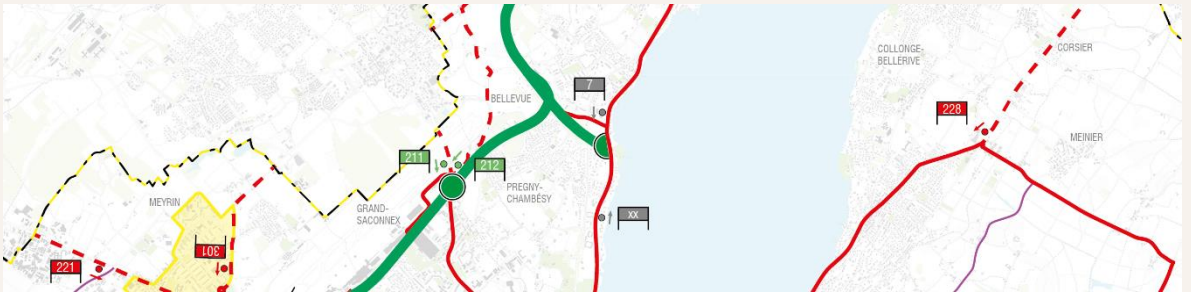 COLLONGE-
BELLERIVE
CORSIER
7
BELLEVUE
228
MEINIER
211
212
PREGNY-
CHAMBÉSY
MEYRIN
GRAND-
SACONNEX
xx
301
221